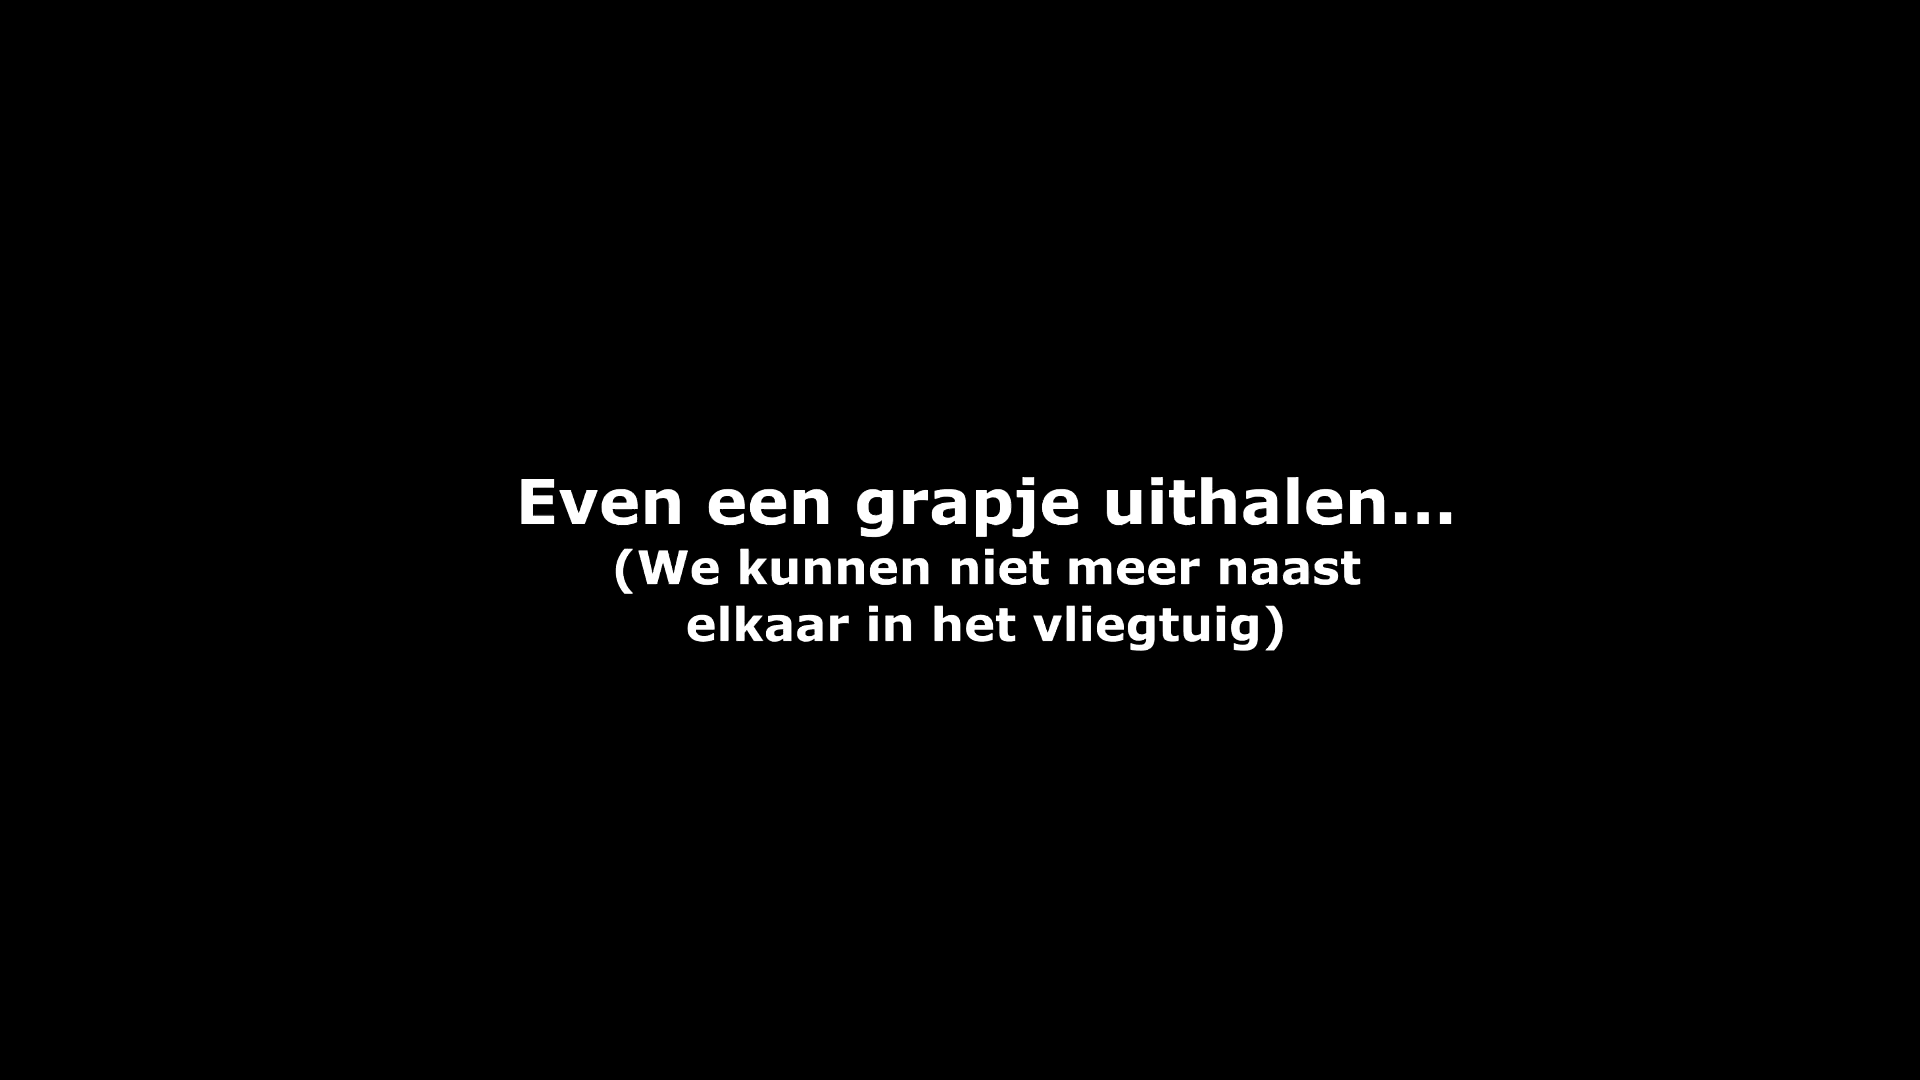 Even een grapje uithalen...
(We kunnen niet meer naast
elkaar in het vliegtuig)